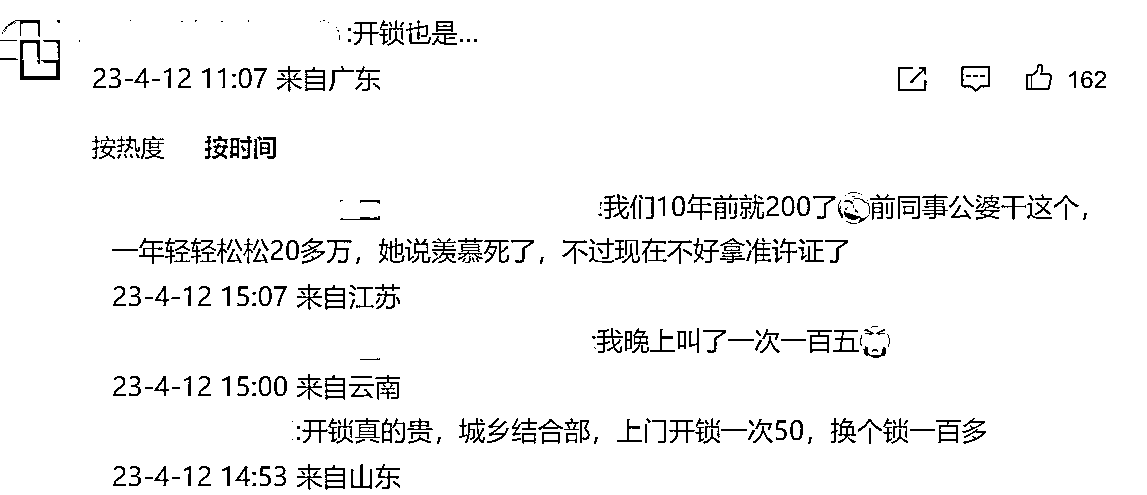 :开锁也是...
23-4-12 11:07 来自广东
162
按热度 按时间
:我们10年前就200了前同事公婆干这个，
一年轻轻松松20多万，她说羡慕死了，不过现在不好拿准许证了
23-4-12 15:07 来自江苏
:我晚上叫了一次一百五
23-4-12 15:00 来自云南
:开锁真的贵，城乡结合部，上门开锁一次50，换个锁一百多
23-4-12 14:53 来自山东